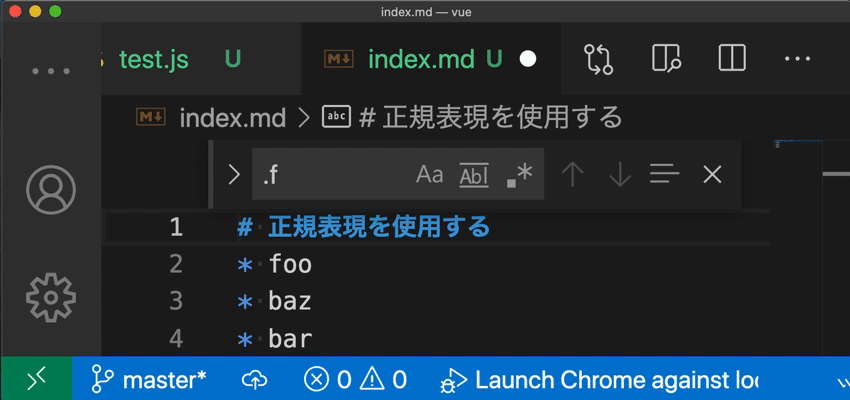 index.md — vue
test.js U index.md U
index.md > # 正規表現を使用する
.f Aa Abl .*
1 # 正規表現を使用する
2 * foo
3 * baz
4 * bar
master* 0 0 Launch Chrome against